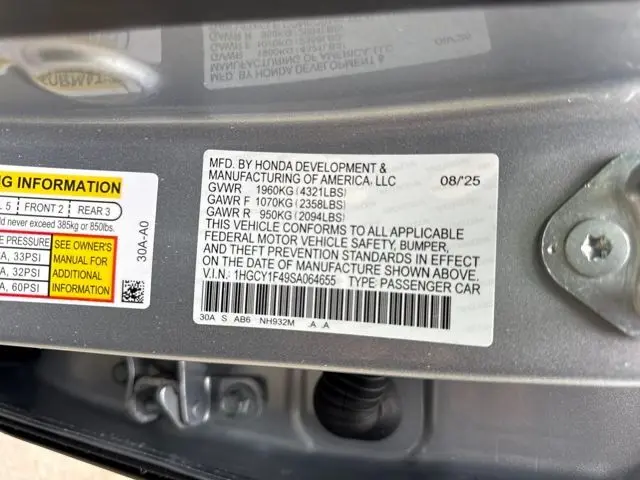 MFD. BY HONDA DEVELOPMENT &
MANUFACTURING OF AMERICA, LLC 08/'25
GVWR 1960KG(4321LBS)
GAWR F 1070KG(2358LBS)
GAWR R 950KG(2094LBS)
THIS VEHICLE CONFORMS TO ALL APPLICABLE
FEDERAL MOTOR VEHICLE SAFETY, BUMPER,
AND THEFT PREVENTION STANDARDS IN EFFECT
ON THE DATE OF MANUFACTURE SHOWN ABOVE.
V.I.N.: 1HGCY1F49SA064655 TYPE PASSENGER CAR
30A S AB6 NH932M .A .A
INFORMATION
5 FRONT 2 REAR 3
never exceed 385kg or 850lbs.
PRESSURE
33PSI
32PSI
60PSI
SEE OWNER'S
MANUAL FOR
ADDITIONAL
INFORMATION
30A-A0